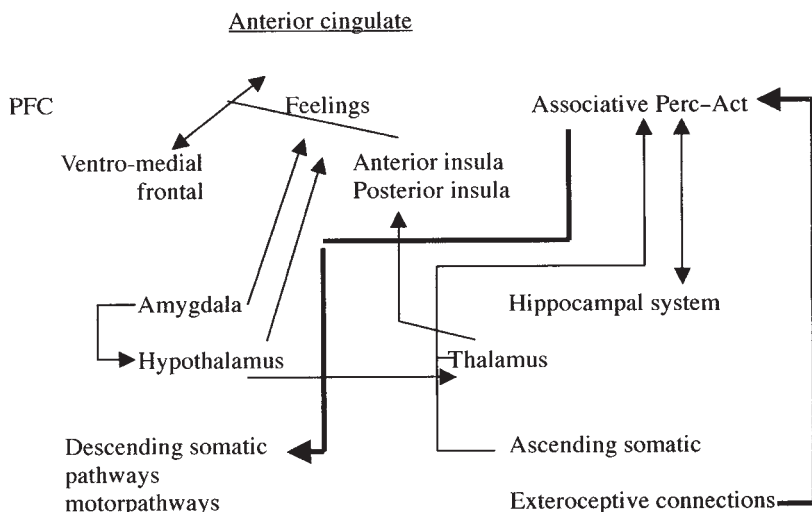 Anterior cingulate
PFC
Feelings
Associative Perc–Act
Ventro-medial
frontal
Anterior insula
Posterior insula
Amygdala
Hippocampal system
Hypothalamus
Thalamus
Descending somatic
pathways
motorpathways
Ascending somatic
Exteroceptive connections